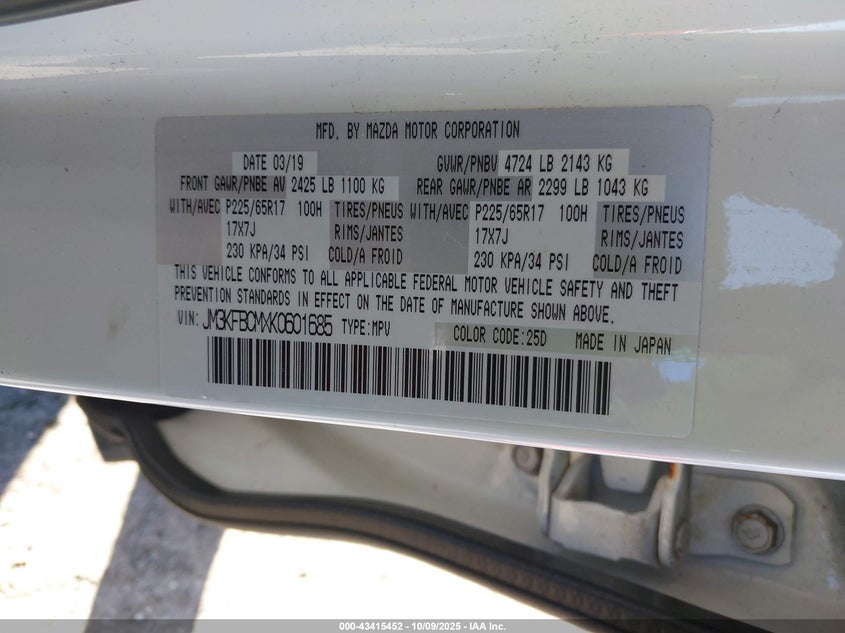 MFD. BY MAZDA MOTOR CORPORATION
DATE 03/19 GVWR/PNBV 4724 LB 2143 KG
FRONT GAWR/PNBE AV 2425 LB 1100 KG REAR GAWR/PNBE AR 2299 LB 1043 KG
WITH/AVEC P225/65R17 100H TIRES/PNEUS WITH/AVEC P225/65R17 100H TIRES/PNEUS
17X7J RIMS/JANTES 17X7J RIMS/JANTES
230 KPA/34 PSI COLD/A FROID 230 KPA/34 PSI COLD/A FROID
THIS VEHICLE CONFORMS TO ALL APPLICABLE FEDERAL MOTOR VEHICLE SAFETY AND THEFT
PREVENTION STANDARDS IN EFFECT ON THE DATE OF MANUFACTURE SHOWN ABOVE.
VIN: JM3KFBCMXK0601685 TYPE:MPV COLOR CODE:25D MADE IN JAPAN
000-43415452 - 10/09/2025 - IAA Inc.